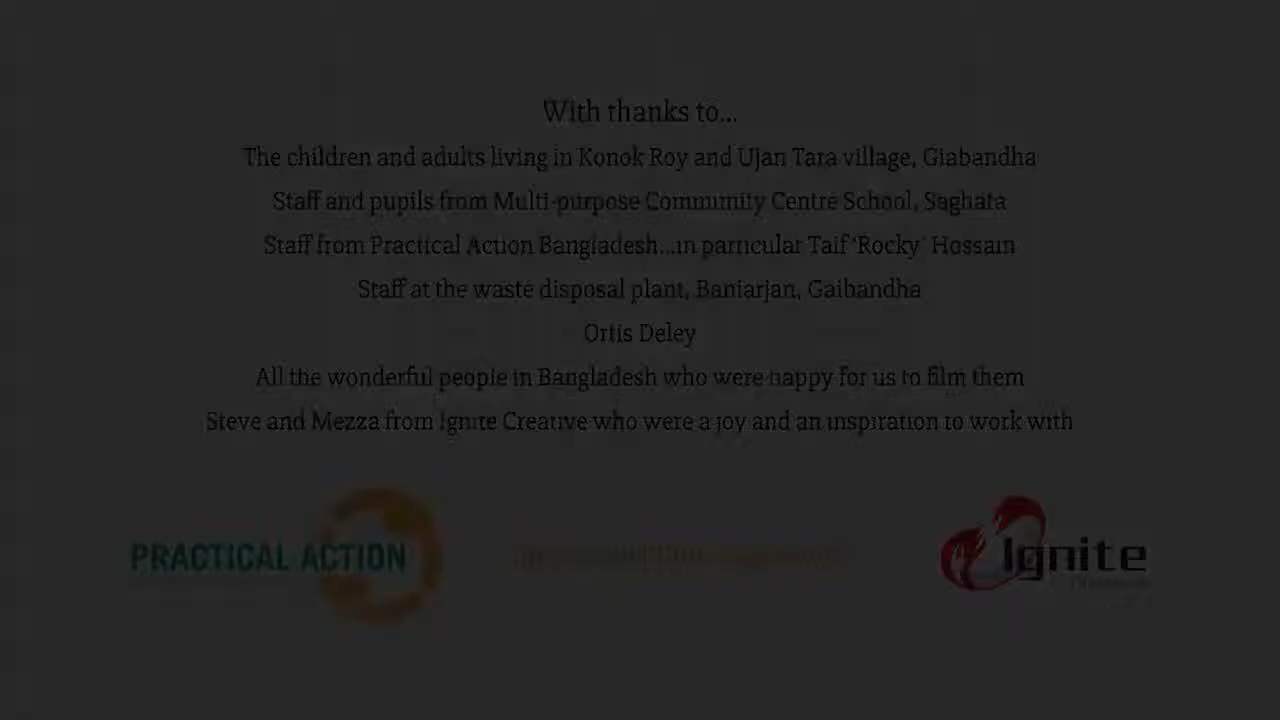 With thanks to...
The children and adults living in Konok Roy and Ujan Tara village, Giabandha
Staff and pupils from Multi-purpose Community Centre School, Saghata
Staff from Practical Action Bangladesh...in particular Taif 'Rocky' Hossain
Staff at the waste disposal plant, Baniarjan, Gaibandha
Ortis Deley
All the wonderful people in Bangladesh who were happy for us to film them
Steve and Mezza from Ignite Creative who were a joy and an inspiration to work with
PRACTICAL ACTION
Ignite